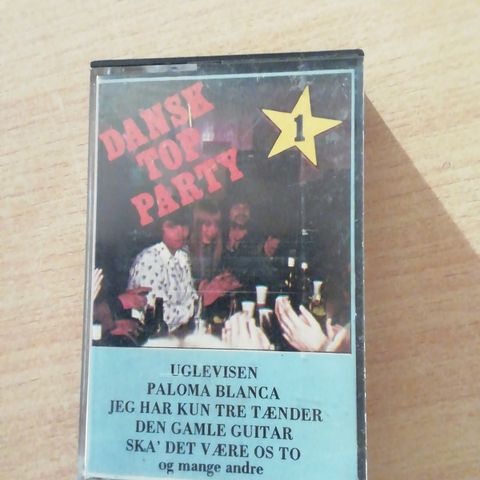 DANSK
TOP
PARTY
1
UGLEVISEN
PALOMA BLANCA
JEG HAR KUN TRE TÆNDER
DEN GAMLE GUITAR
SKA' DET VÆRE OS TO
og mange andre